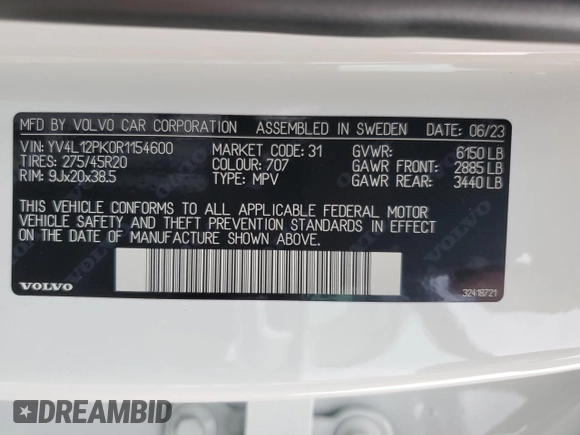 MFD BY VOLVO CAR CORPORATION ASSEMBLED IN SWEDEN DATE: 06/23
VIN: YV4L12PK0R1154600 MARKET CODE: 31 GVWR: 6150 LB
TIRES: 275/45R20 COLOUR: 707 GAWR FRONT: 2885 LB
RIM: 9Jx20x38.5 TYPE: MPV GAWR REAR: 3440 LB
THIS VEHICLE CONFORMS TO ALL APPLICABLE FEDERAL MOTOR
VEHICLE SAFETY AND THEFT PREVENTION STANDARDS IN EFFECT
ON THE DATE OF MANUFACTURE SHOWN ABOVE.
VOLVO
32418721
DREAMBID